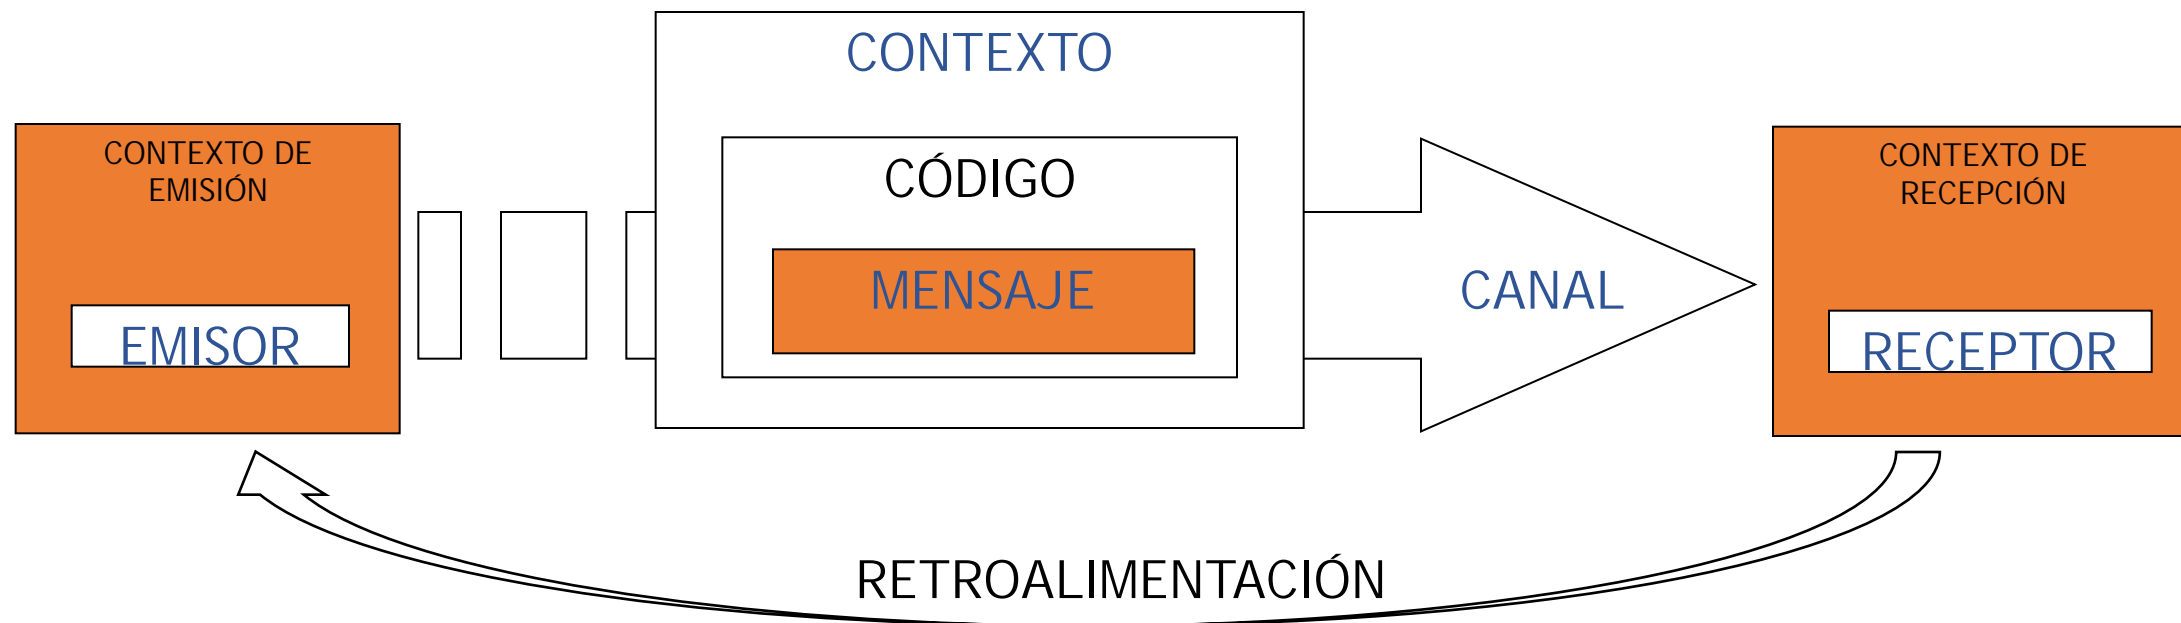 CONTEXTO
CONTEXTO DE
EMISIÓN
EMISOR
CÓDIGO
MENSAJE
CANAL
CONTEXTO DE
RECEPCIÓN
RECEPTOR
RETROALIMENTACIÓN